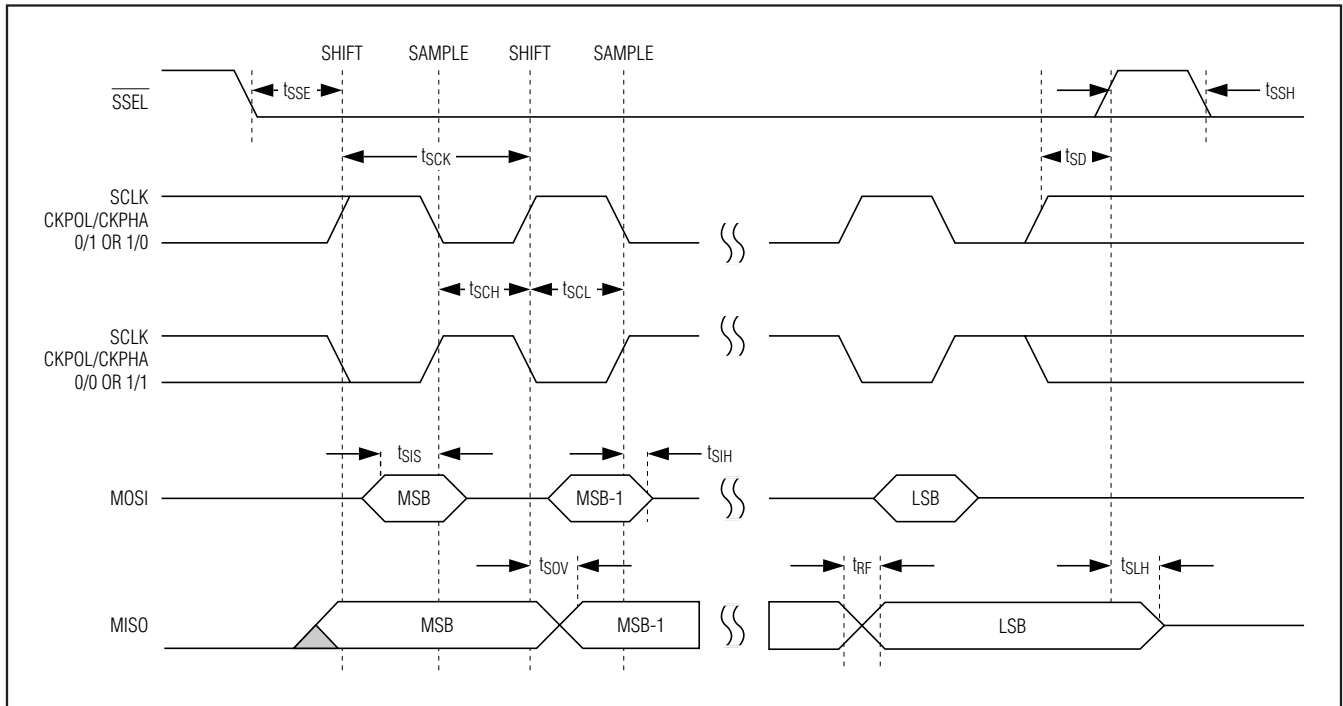 SHIFT SAMPLE SHIFT SAMPLE
SSEL
tSSE
tSSH
tSCK
tSD
SCLK
CKPOL/CKPHA
0/1 OR 1/0
tSCH
tSCL
SCLK
CKPOL/CKPHA
0/0 OR 1/1
tSIS
tSIH
MOSI
MSB
MSB-1
LSB
tSOV
tRF
tSLH
MISO
MSB
MSB-1
LSB